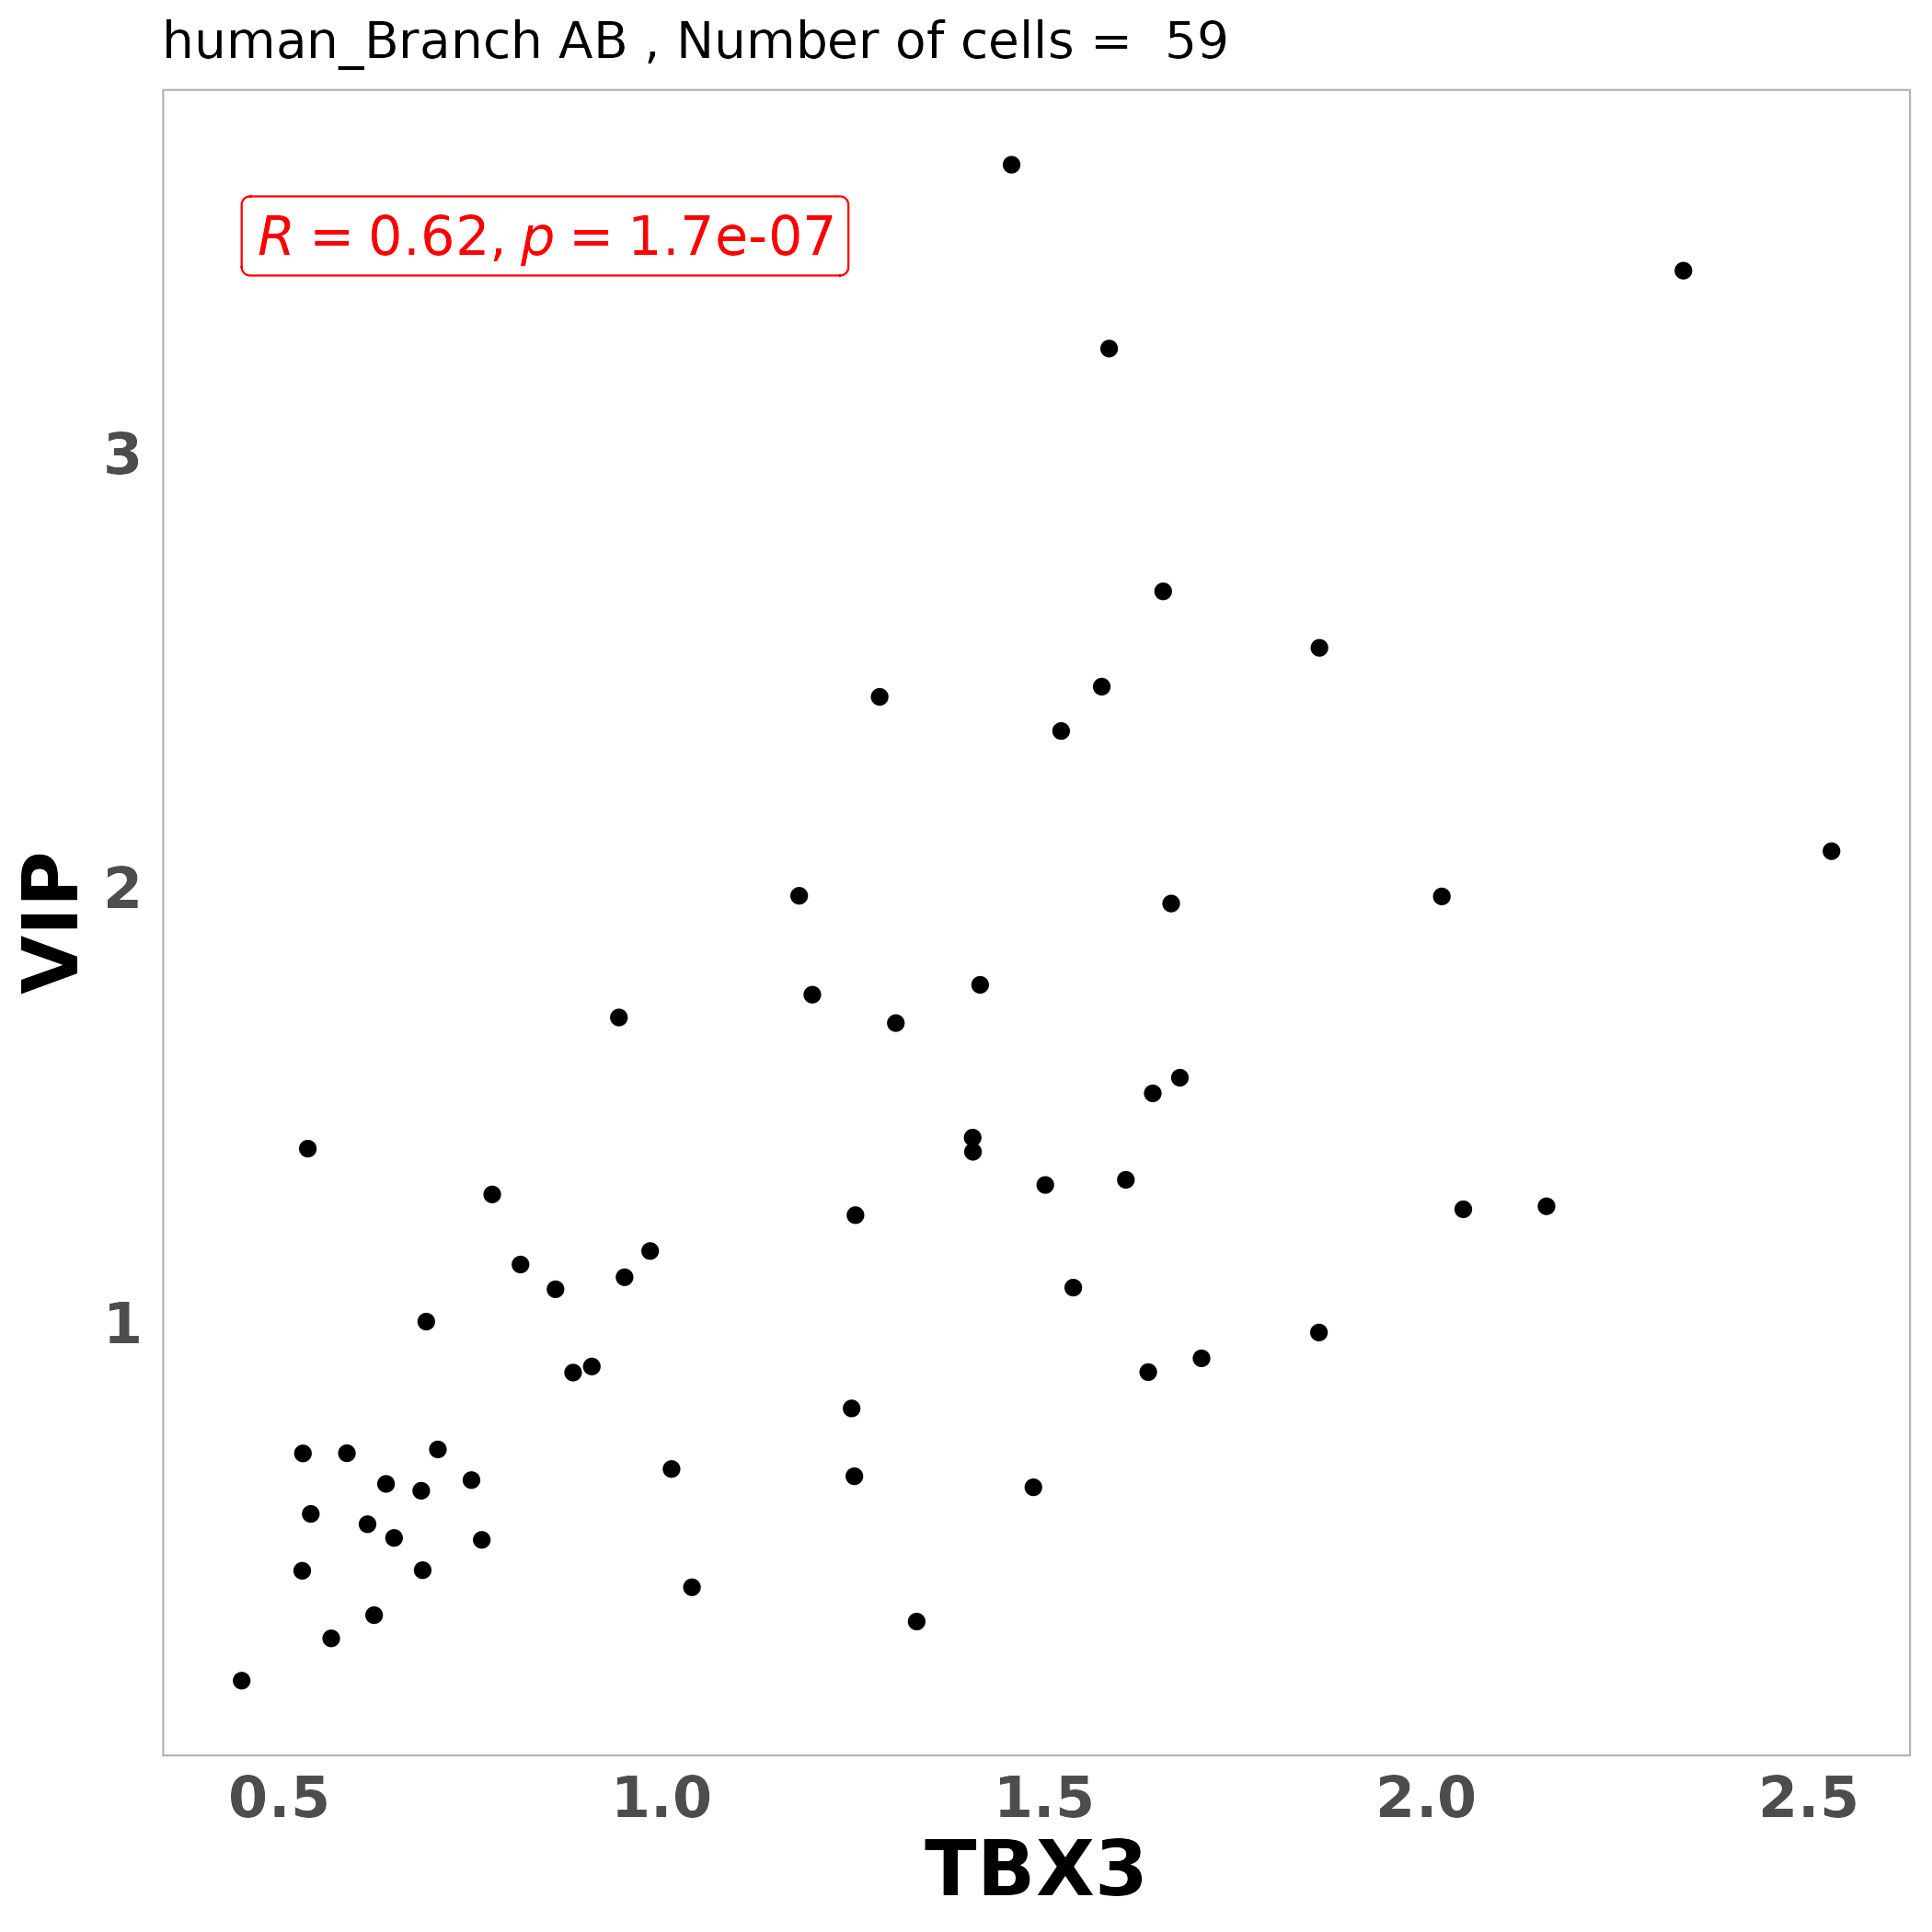 human_Branch AB , Number of cells =  59
R = 0.62, p = 1.7e-07
3
2
1
VIP
0.5 1.0 1.5 2.0 2.5
TBX3